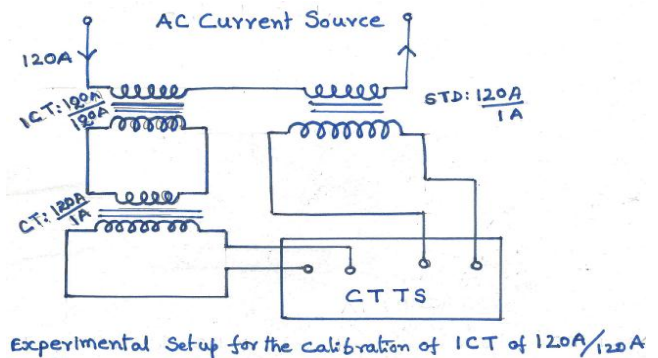 AC Current Source
120A
ICT: 120A/120A
STD: 120A/1A
CT: 120A/1A
CTTS
Experimental Setup for the Calibration of ICT of 120A/120A